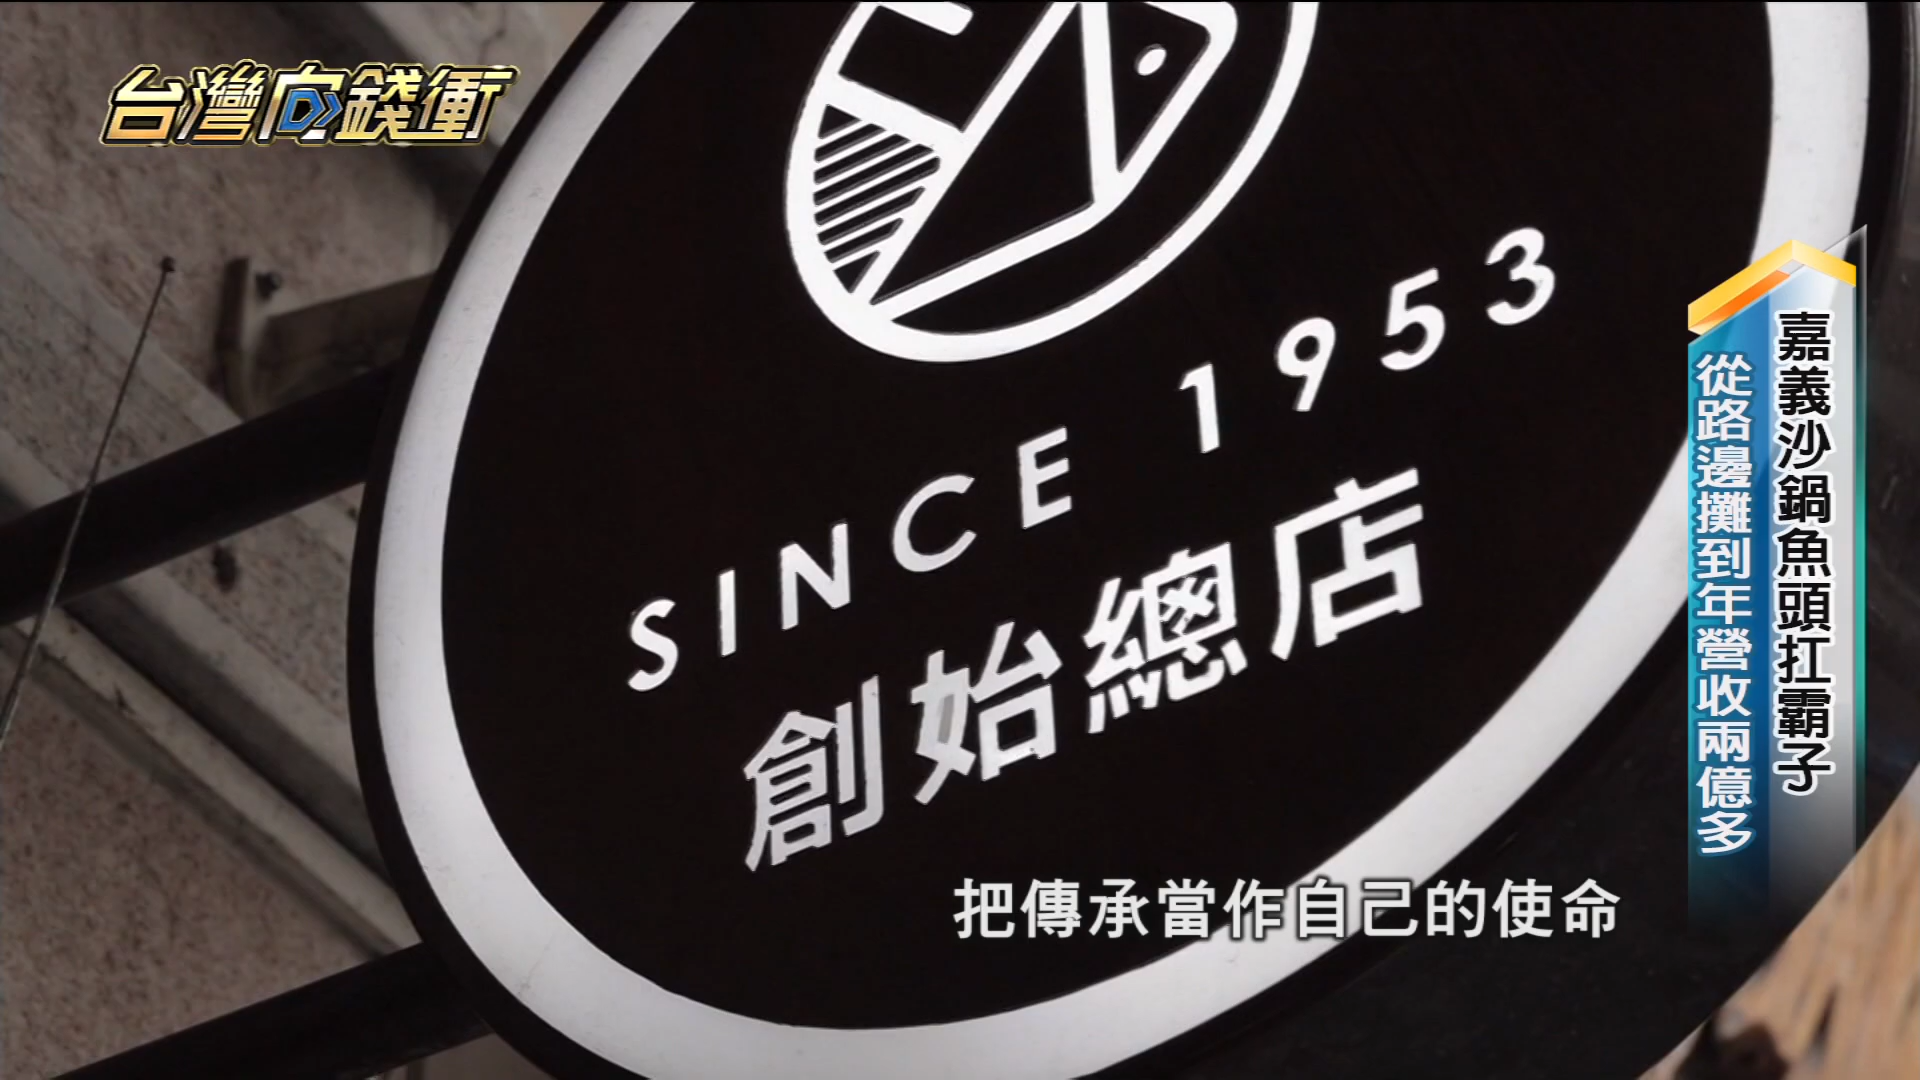 台灣向錢衝
SINCE 1953
創始總店
嘉義沙鍋魚頭扛霸子
從路邊攤到年營收兩億多
把傳承當作自己的使命